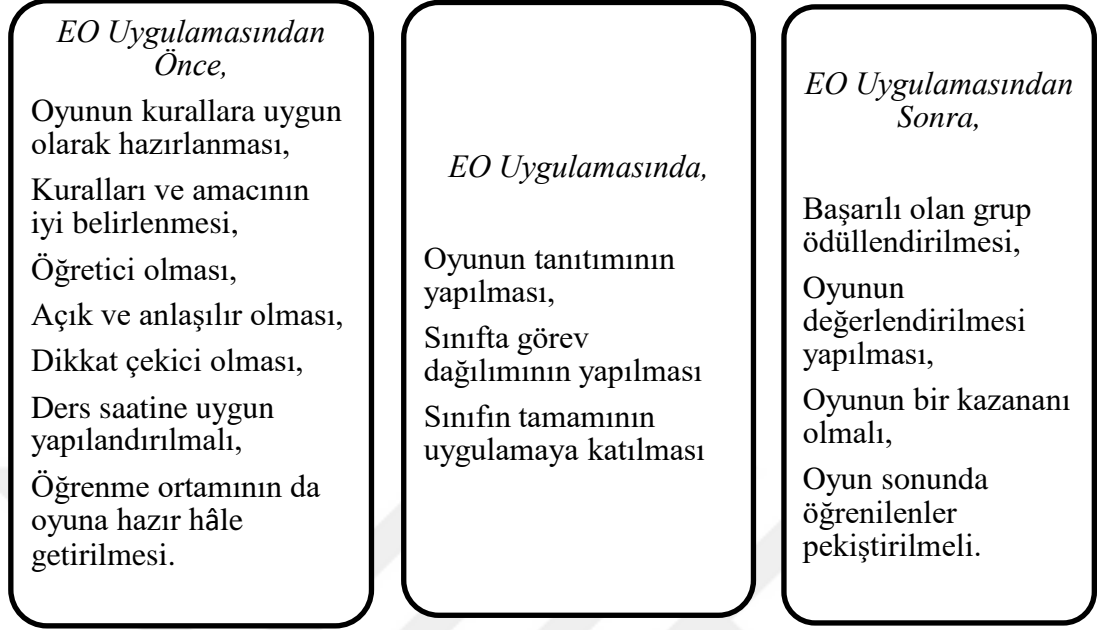 EO Uygulamasından
Önce,
Oyunun kurallara uygun
olarak hazırlanması,
Kuralları ve amacının
iyi belirlenmesi,
Öğretici olması,
Açık ve anlaşılır olması,
Dikkat çekici olması,
Ders saatine uygun
yapılandırılmalı,
Öğrenme ortamının da
oyuna hazır hâle
getirilmesi.
EO Uygulamasında,
Oyunun tanıtımının
yapılması,
Sınıfta görev
dağılımının yapılması
Sınıfın tamamının
uygulamaya katılması
EO Uygulamasından
Sonra,
Başarılı olan grup
ödüllendirilmesi,
Oyunun
değerlendirilmesi
yapılması,
Oyunun bir kazananı
olmalı,
Oyun sonunda
öğrenilenler
pekiştirilmeli.